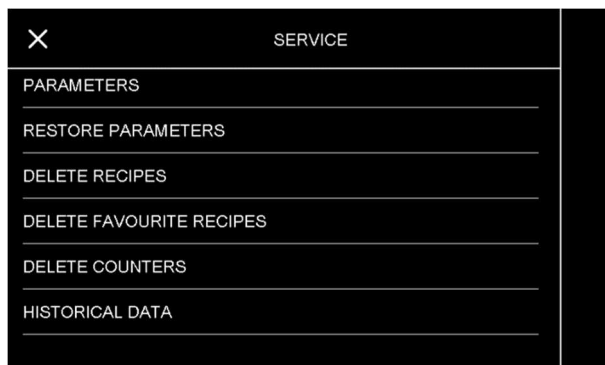 SERVICE
PARAMETERS
RESTORE PARAMETERS
DELETE RECIPES
DELETE FAVOURITE RECIPES
DELETE COUNTERS
HISTORICAL DATA